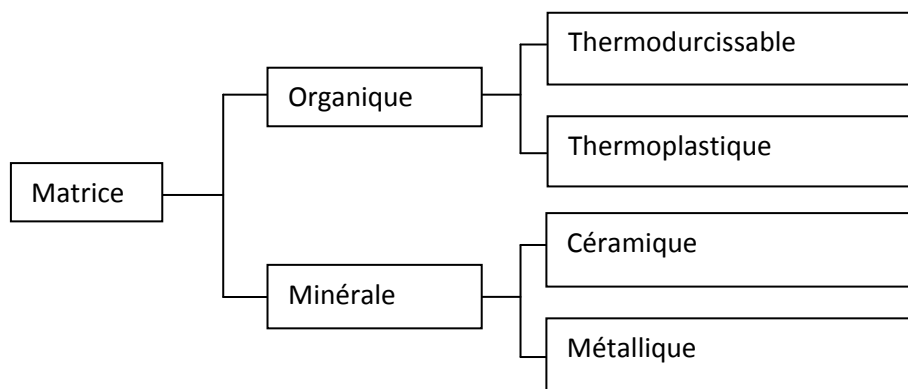 Matrice
Organique
Thermodurcissable
Thermoplastique
Minérale
Céramique
Métallique